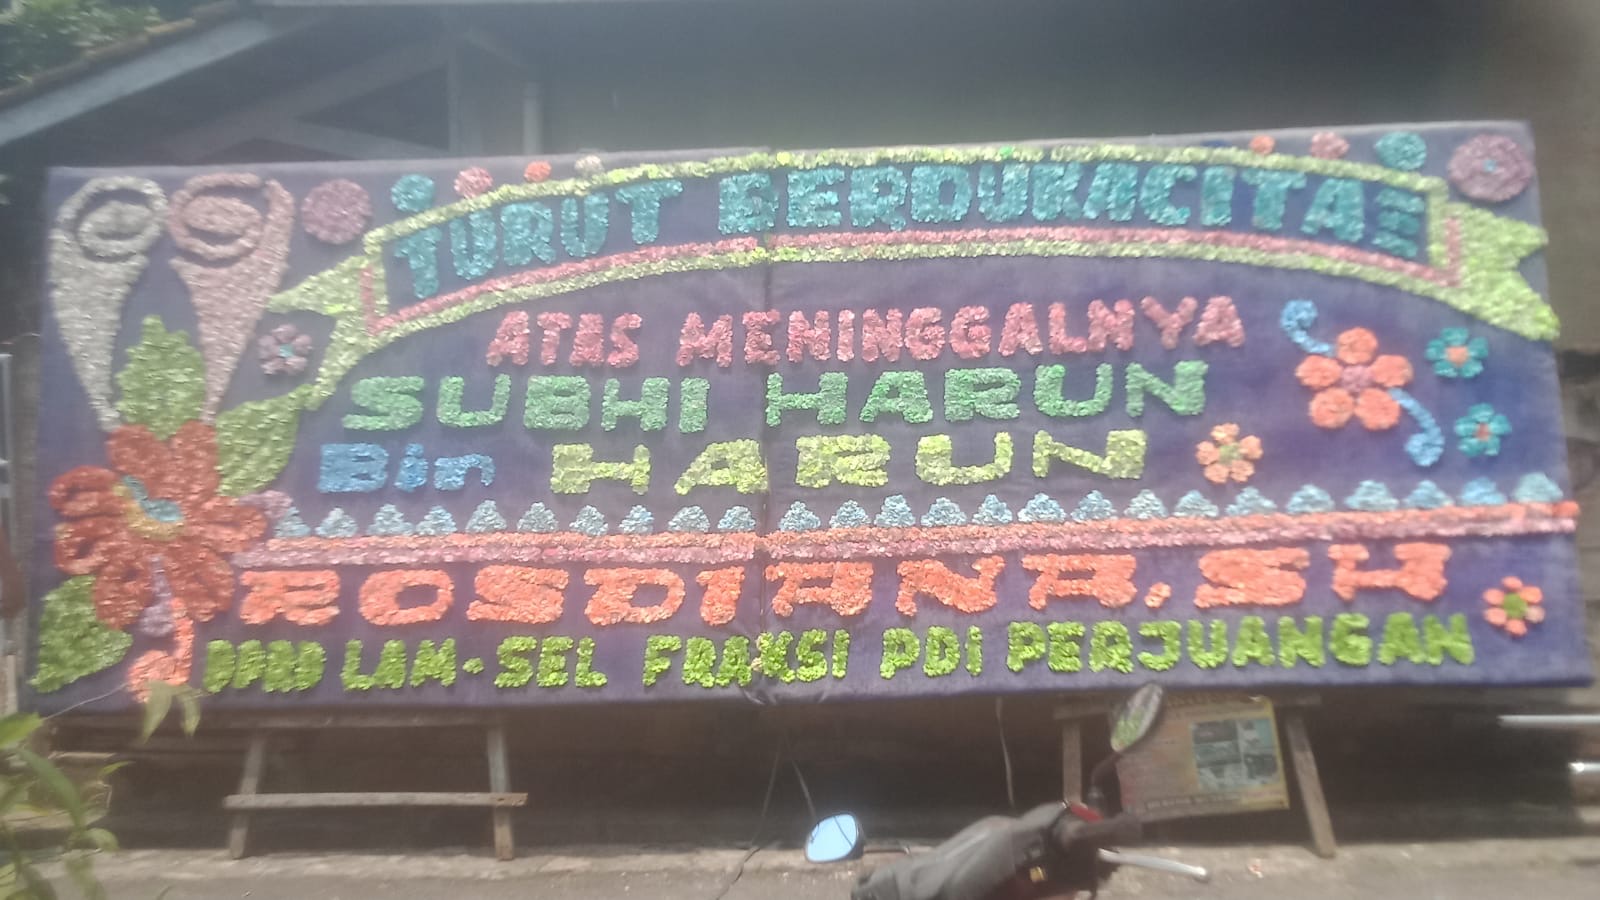 TURUT BERDUKACITA
ATAS MENINGGALNYA
SUBHI HARUN
Bin HARUN
ROSDIANA, SH
DPRD LAM-SEL FRAKSI PDI PERJUANGAN